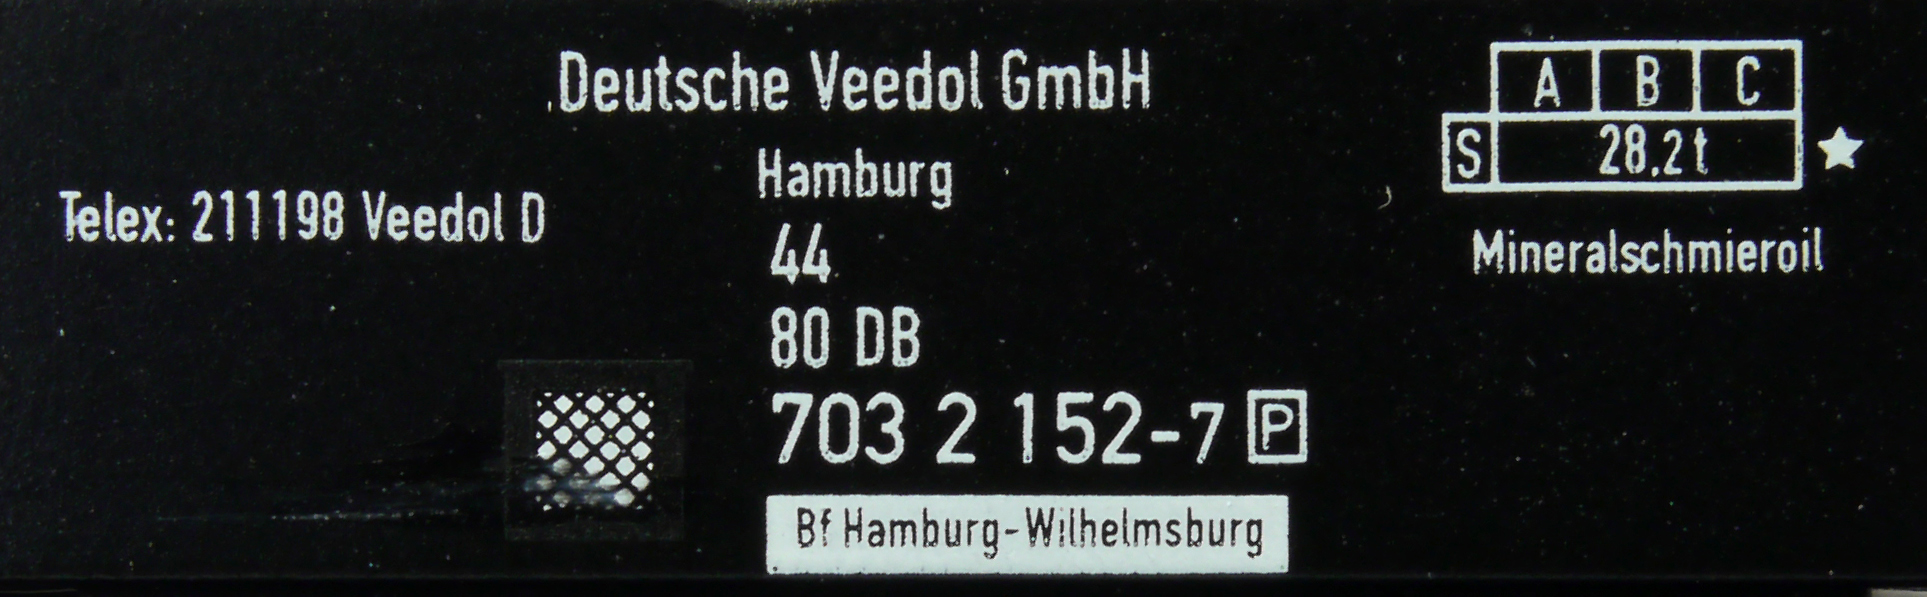 Deutsche Veedol GmbH
Hamburg
Telex: 211198 Veedol D
44
80 DB
703 2 152-7 P
Bf Hamburg-Wilhelmsburg
A B C
S 28,2 t ★
Mineralschmieroil